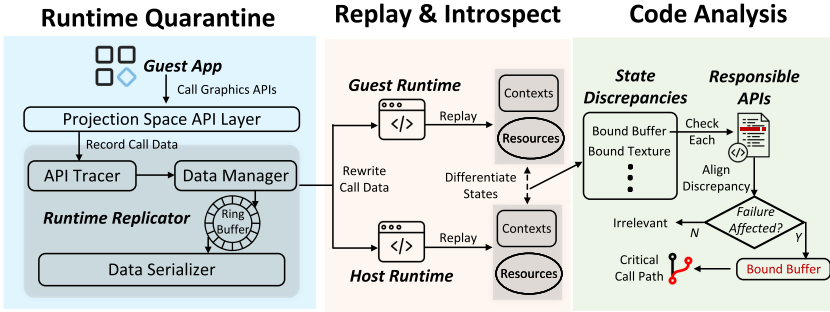 Runtime Quarantine
Guest App
Call Graphics APIs
Projection Space API Layer
Record Call Data
API Tracer
Data Manager
Runtime Replicator
Ring
Buffer
Data Serializer
Replay & Introspect
Rewrite
Call Data
Guest Runtime
</>
Replay
Contexts
Resources
Differentiate
States
</>
Replay
Host Runtime
Contexts
Resources
Code Analysis
State
Discrepancies
Bound Buffer
Bound Texture
Responsible
APIs
Check
Each
</>
Align
Discrepancy
Failure
Affected?
N
Y
Irrelevant
Bound Buffer
Critical
Call Path